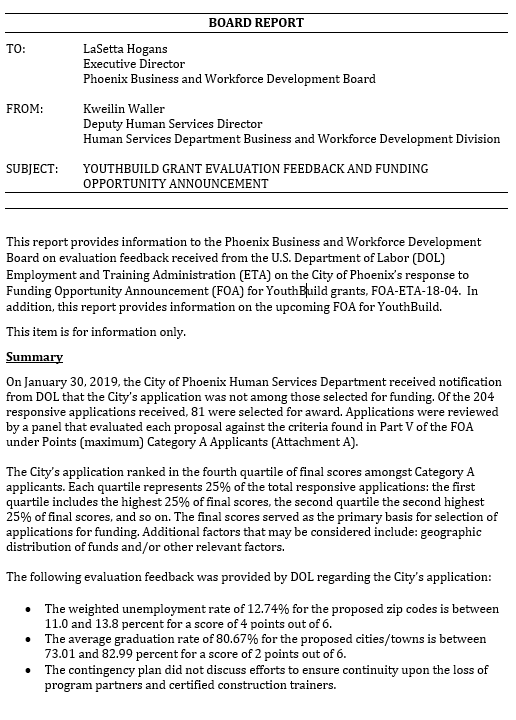 BOARD REPORT
TO: LaSetta Hogans
Executive Director
Phoenix Business and Workforce Development Board
FROM: Kweilin Waller
Deputy Human Services Director
Human Services Department Business and Workforce Development Division
SUBJECT: YOUTHBUILD GRANT EVALUATION FEEDBACK AND FUNDING
OPPORTUNITY ANNOUNCEMENT
This report provides information to the Phoenix Business and Workforce Development
Board on evaluation feedback received from the U.S. Department of Labor (DOL)
Employment and Training Administration (ETA) on the City of Phoenix's response to
Funding Opportunity Announcement (FOA) for YouthBuild grants, FOA-ETA-18-04. In
addition, this report provides information on the upcoming FOA for YouthBuild.
This item is for information only.
Summary
On January 30, 2019, the City of Phoenix Human Services Department received notification
from DOL that the City's application was not among those selected for funding. Of the 204
responsive applications received, 81 were selected for award. Applications were reviewed
by a panel that evaluated each proposal against the criteria found in Part V of the FOA
under Points (maximum) Category A Applicants (Attachment A).
The City's application ranked in the fourth quartile of final scores amongst Category A
applicants. Each quartile represents 25% of the total responsive applications: the first
quartile includes the highest 25% of final scores, the second quartile the second highest
25% of final scores, and so on. The final scores served as the primary basis for selection of
applications for funding. Additional factors that may be considered include: geographic
distribution of funds and/or other relevant factors.
The following evaluation feedback was provided by DOL regarding the City's application:
• The weighted unemployment rate of 12.74% for the proposed zip codes is between
11.0 and 13.8 percent for a score of 4 points out of 6.
• The average graduation rate of 80.67% for the proposed cities/towns is between
73.01 and 82.99 percent for a score of 2 points out of 6.
• The contingency plan did not discuss efforts to ensure continuity upon the loss of
program partners and certified construction trainers.